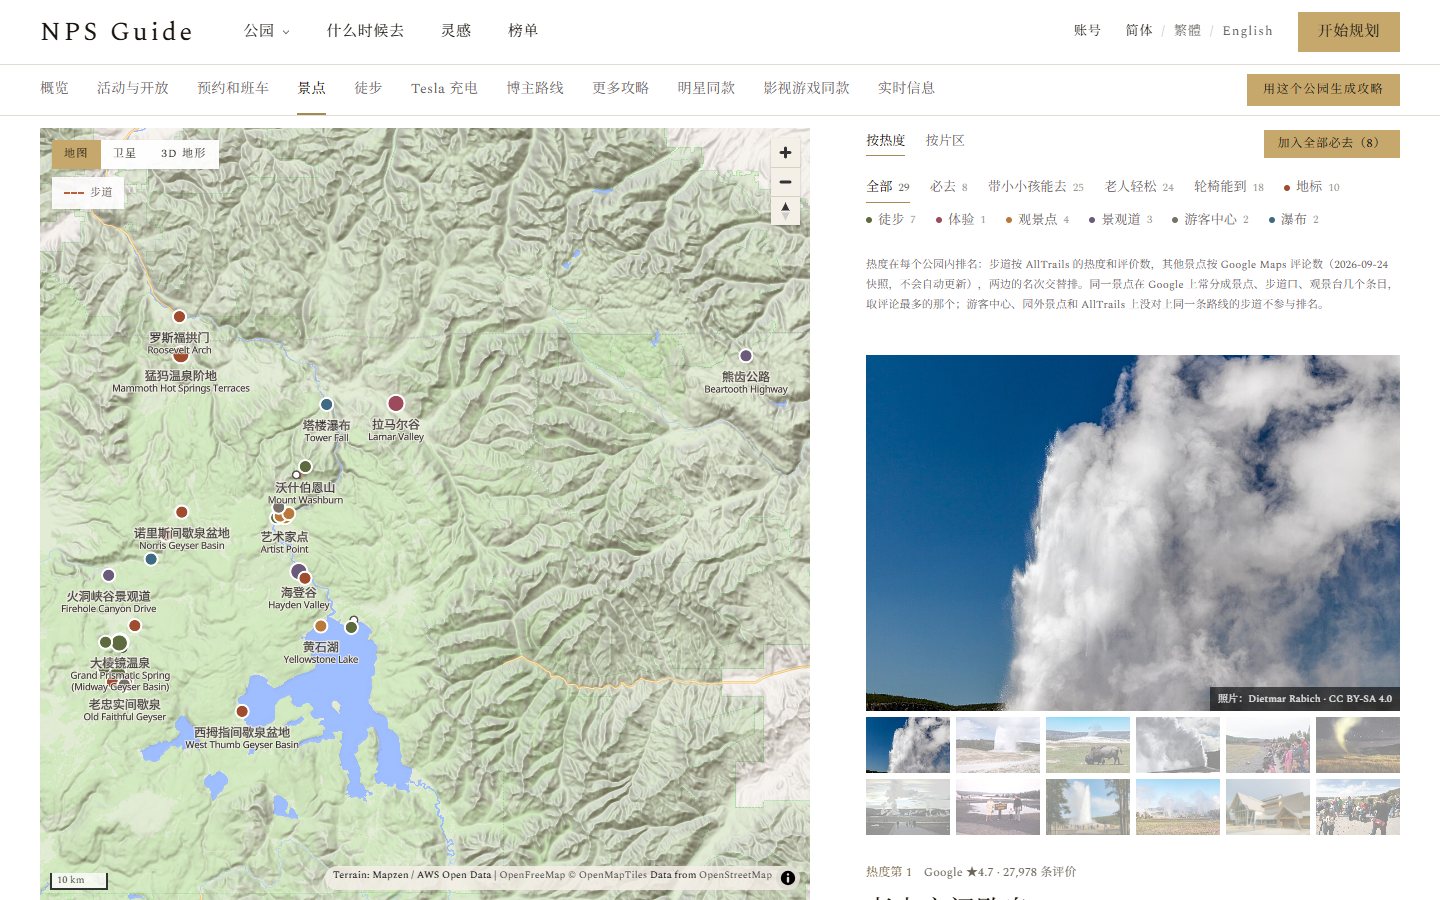 NPS Guide
公园 什么时候去 灵感 榜单
账号 简体 / 繁體 / English 开始规划
概览 活动与开放 预约和班车 景点 徒步 Tesla 充电 博主路线 更多攻略 明星同款 影视游戏同款 实时信息 用这个公园生成攻略
地图 卫星 3D 地形
步道
罗斯福拱门
Roosevelt Arch
猛犸温泉阶地
Mammoth Hot Springs Terraces
熊齿公路
Beartooth Highway
塔楼瀑布
Tower Fall
拉马尔谷
Lamar Valley
沃什伯恩山
Mount Washburn
诺里斯间歇泉盆地
Norris Geyser Basin
艺术家点
Artist Point
火洞峡谷景观道
Firehole Canyon Drive
海登谷
Hayden Valley
黄石湖
Yellowstone Lake
大棱镜温泉
Grand Prismatic Spring
(Midway Geyser Basin)
老忠实间歇泉
Old Faithful Geyser
西拇指间歇泉盆地
West Thumb Geyser Basin
10 km
Terrain: Mapzen / AWS Open Data | OpenFreeMap © OpenMapTiles Data from OpenStreetMap
按热度 按片区 加入全部必去（8）
全部 29 必去 8 带小小孩能去 25 老人轻松 24 轮椅能到 18 地标 10
徒步 7 体验 1 观景点 4 景观道 3 游客中心 2 瀑布 2
热度在每个公园内排名：步道按 AllTrails 的热度和评价数，其他景点按 Google Maps 评论数（2026-09-24
快照，不会自动更新），两边的名次交替排。同一景点在 Google 上常分成景点、步道口、观景台几个条目，
取评论最多的那个；游客中心、园外景点和 AllTrails 上没对上同一条路线的步道不参与排名。
照片：Dietmar Rabich · CC BY-SA 4.0
热度第 1 Google ★4.7 · 27,978 条评价